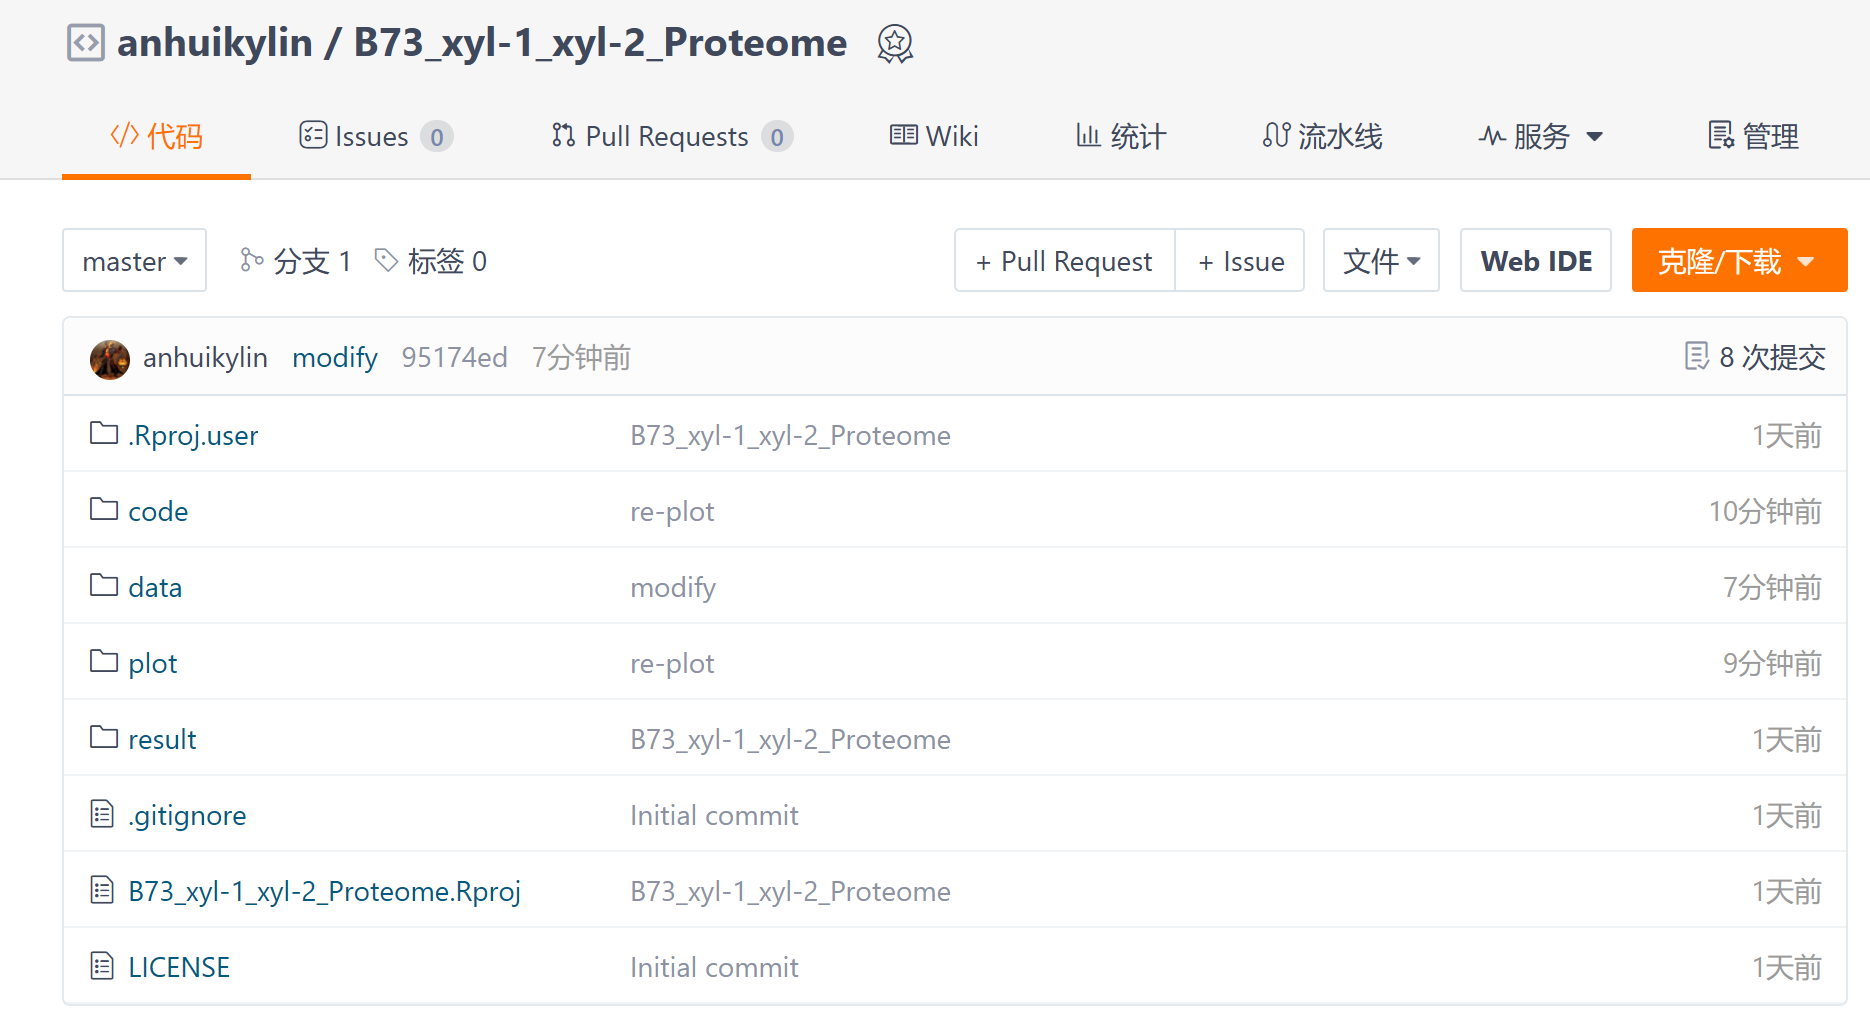 anhuikylin / B73_xyl-1_xyl-2_Proteome
代码 Issues 0 Pull Requests 0 Wiki 统计 流水线 服务 管理
master 分支 1 标签 0 + Pull Request + Issue 文件 Web IDE 克隆/下载
anhuikylin modify 95174ed 7分钟前 8 次提交
.Rproj.user B73_xyl-1_xyl-2_Proteome 1天前
code re-plot 10分钟前
data modify 7分钟前
plot re-plot 9分钟前
result B73_xyl-1_xyl-2_Proteome 1天前
.gitignore Initial commit 1天前
B73_xyl-1_xyl-2_Proteome.Rproj B73_xyl-1_xyl-2_Proteome 1天前
LICENSE Initial commit 1天前